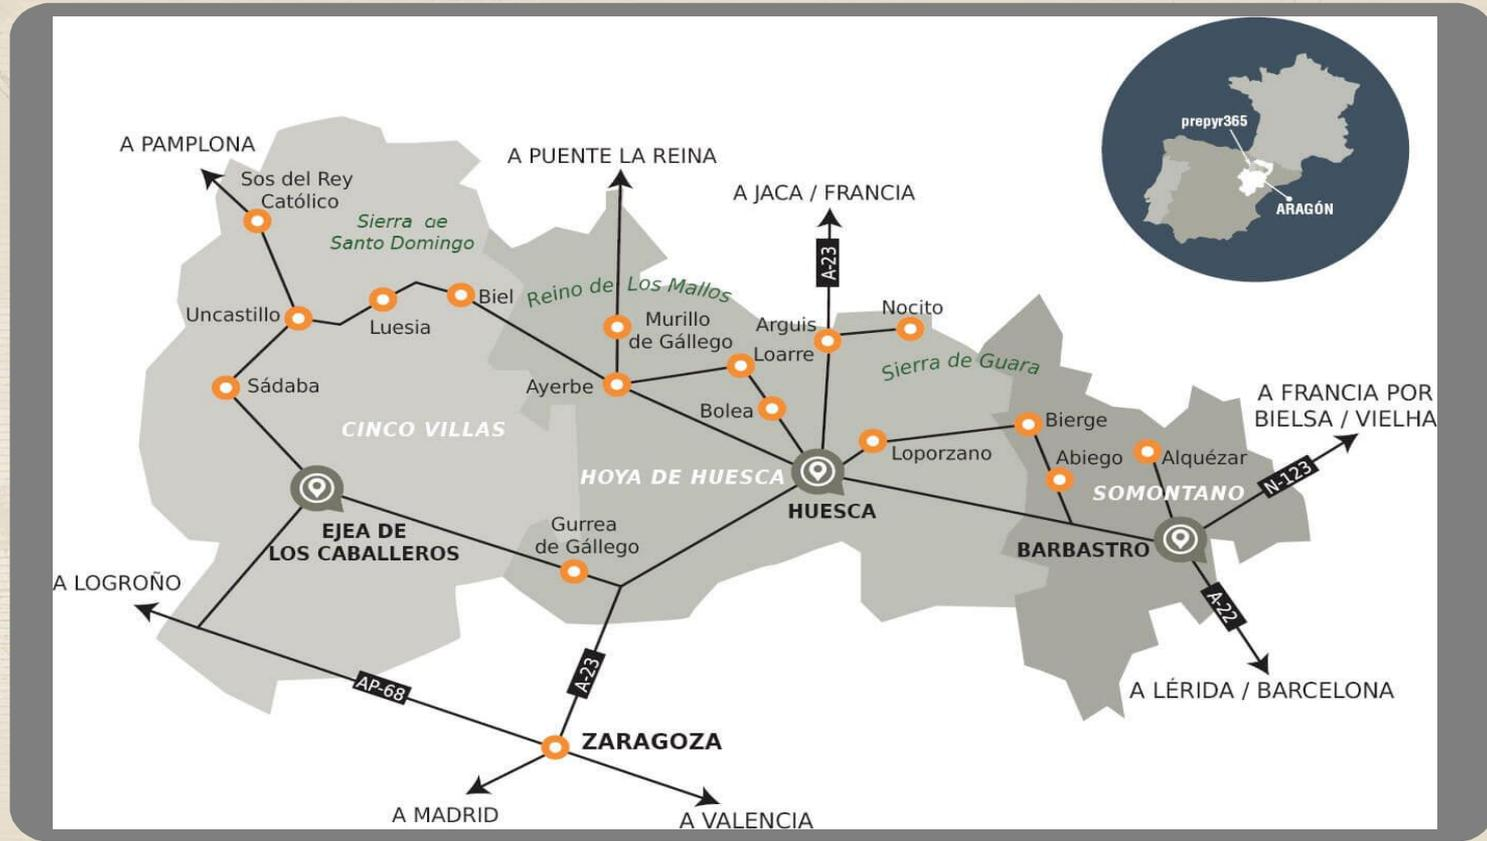 A PAMPLONA
A PUENTE LA REINA
A JACA / FRANCIA
prepyr365
ARAGÓN
Sos del Rey
Católico
Sierra de
Santo Domingo
A-23
Uncastillo
Luesia
Biel
Reino de Los Mallos
Murillo
de Gállego
Arguis
Nocito
Loarre
Sierra de Guara
Sádaba
Ayerbe
Bolea
A FRANCIA POR
BIELSA / VIELHA
CINCO VILLAS
Bierge
Loporzano
Abiego
Alquézar
HOYA DE HUESCA
SOMONTANO
N-123
HUESCA
EJEA DE
LOS CABALLEROS
Gurrea
de Gállego
BARBASTRO
A LOGROÑO
A-22
AP-68
A-23
A LÉRIDA / BARCELONA
ZARAGOZA
A MADRID
A VALENCIA